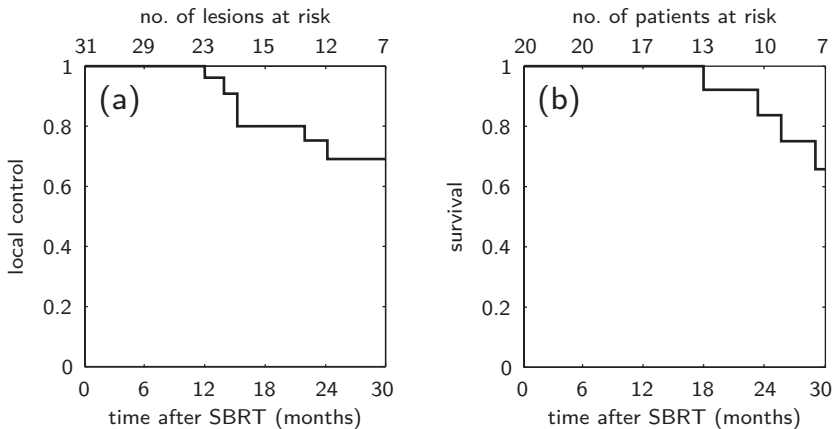 no. of lesions at risk
31 29 23 15 12 7
1
0.8
0.6
0.4
0.2
0
(a)
local control
0 6 12 18 24 30
time after SBRT (months)
no. of patients at risk
20 20 17 13 10 7
1
0.8
0.6
0.4
0.2
0
(b)
survival
0 6 12 18 24 30
time after SBRT (months)